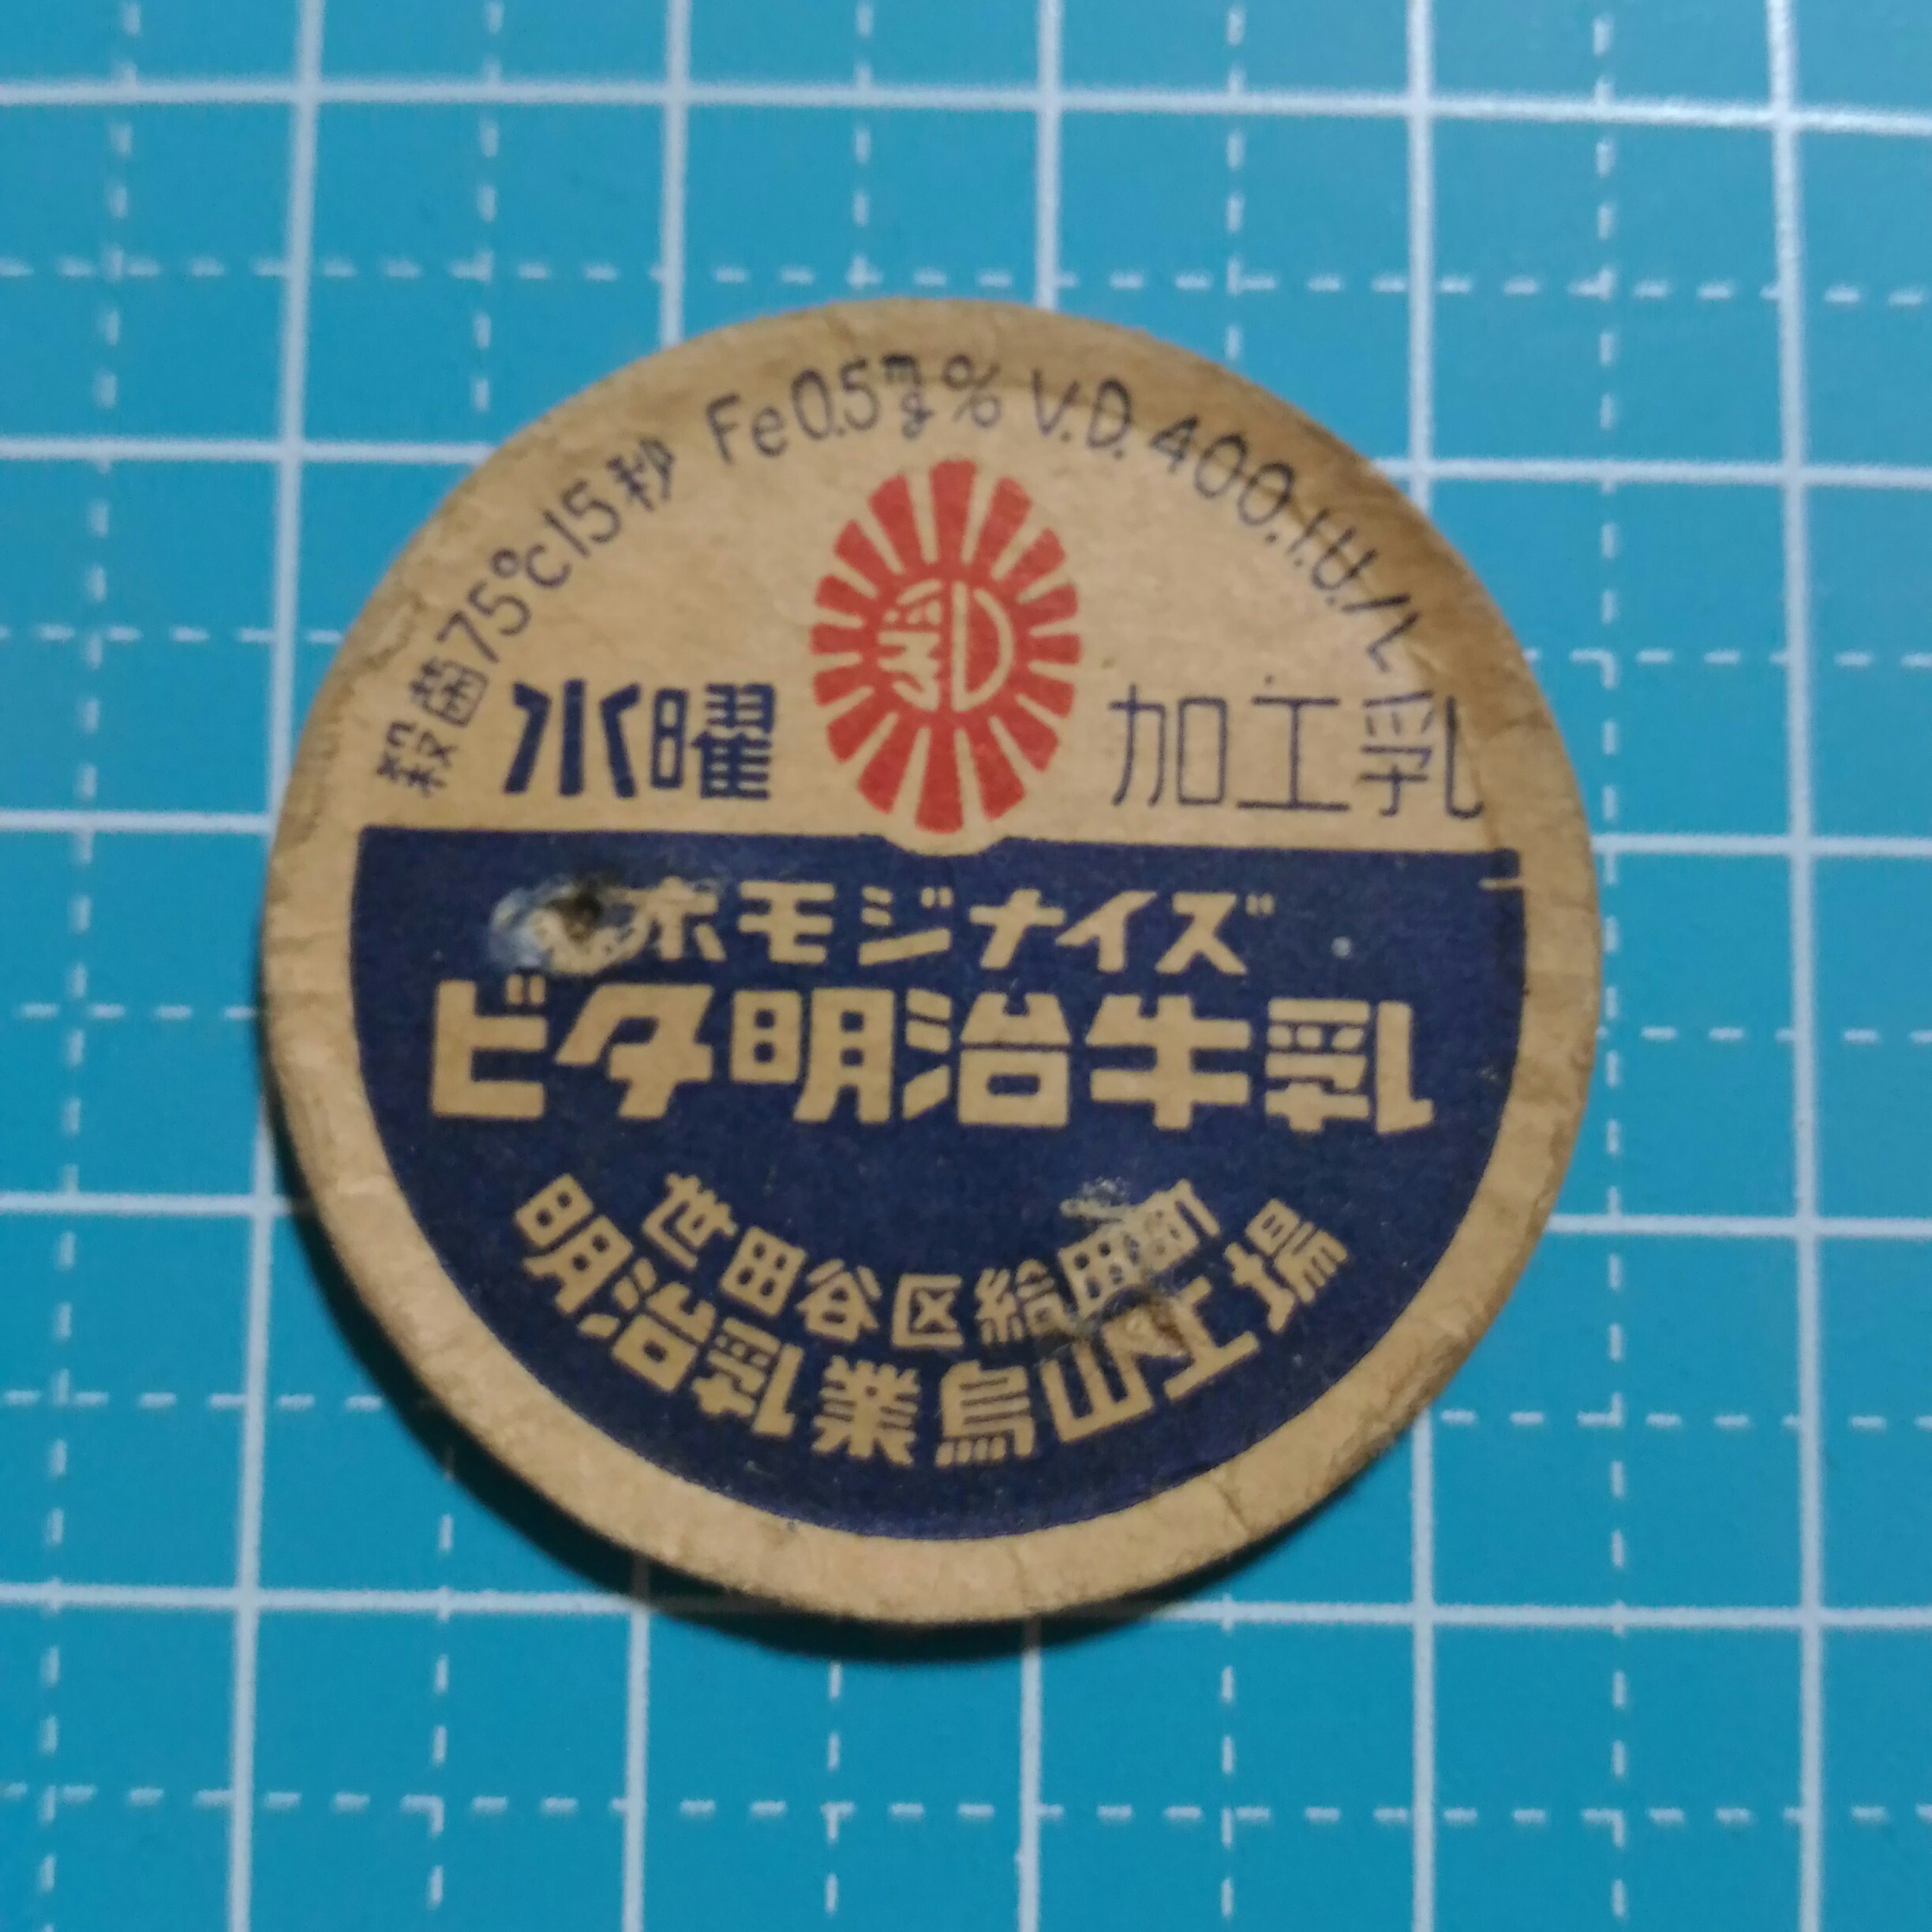 殺菌75°C15秒 Fe0.5mg% V.D.400.I.U./L
乳
水曜
加工乳
ホモジナイズ
ビタ明治牛乳
世田谷区給田町
明治乳業烏山工場